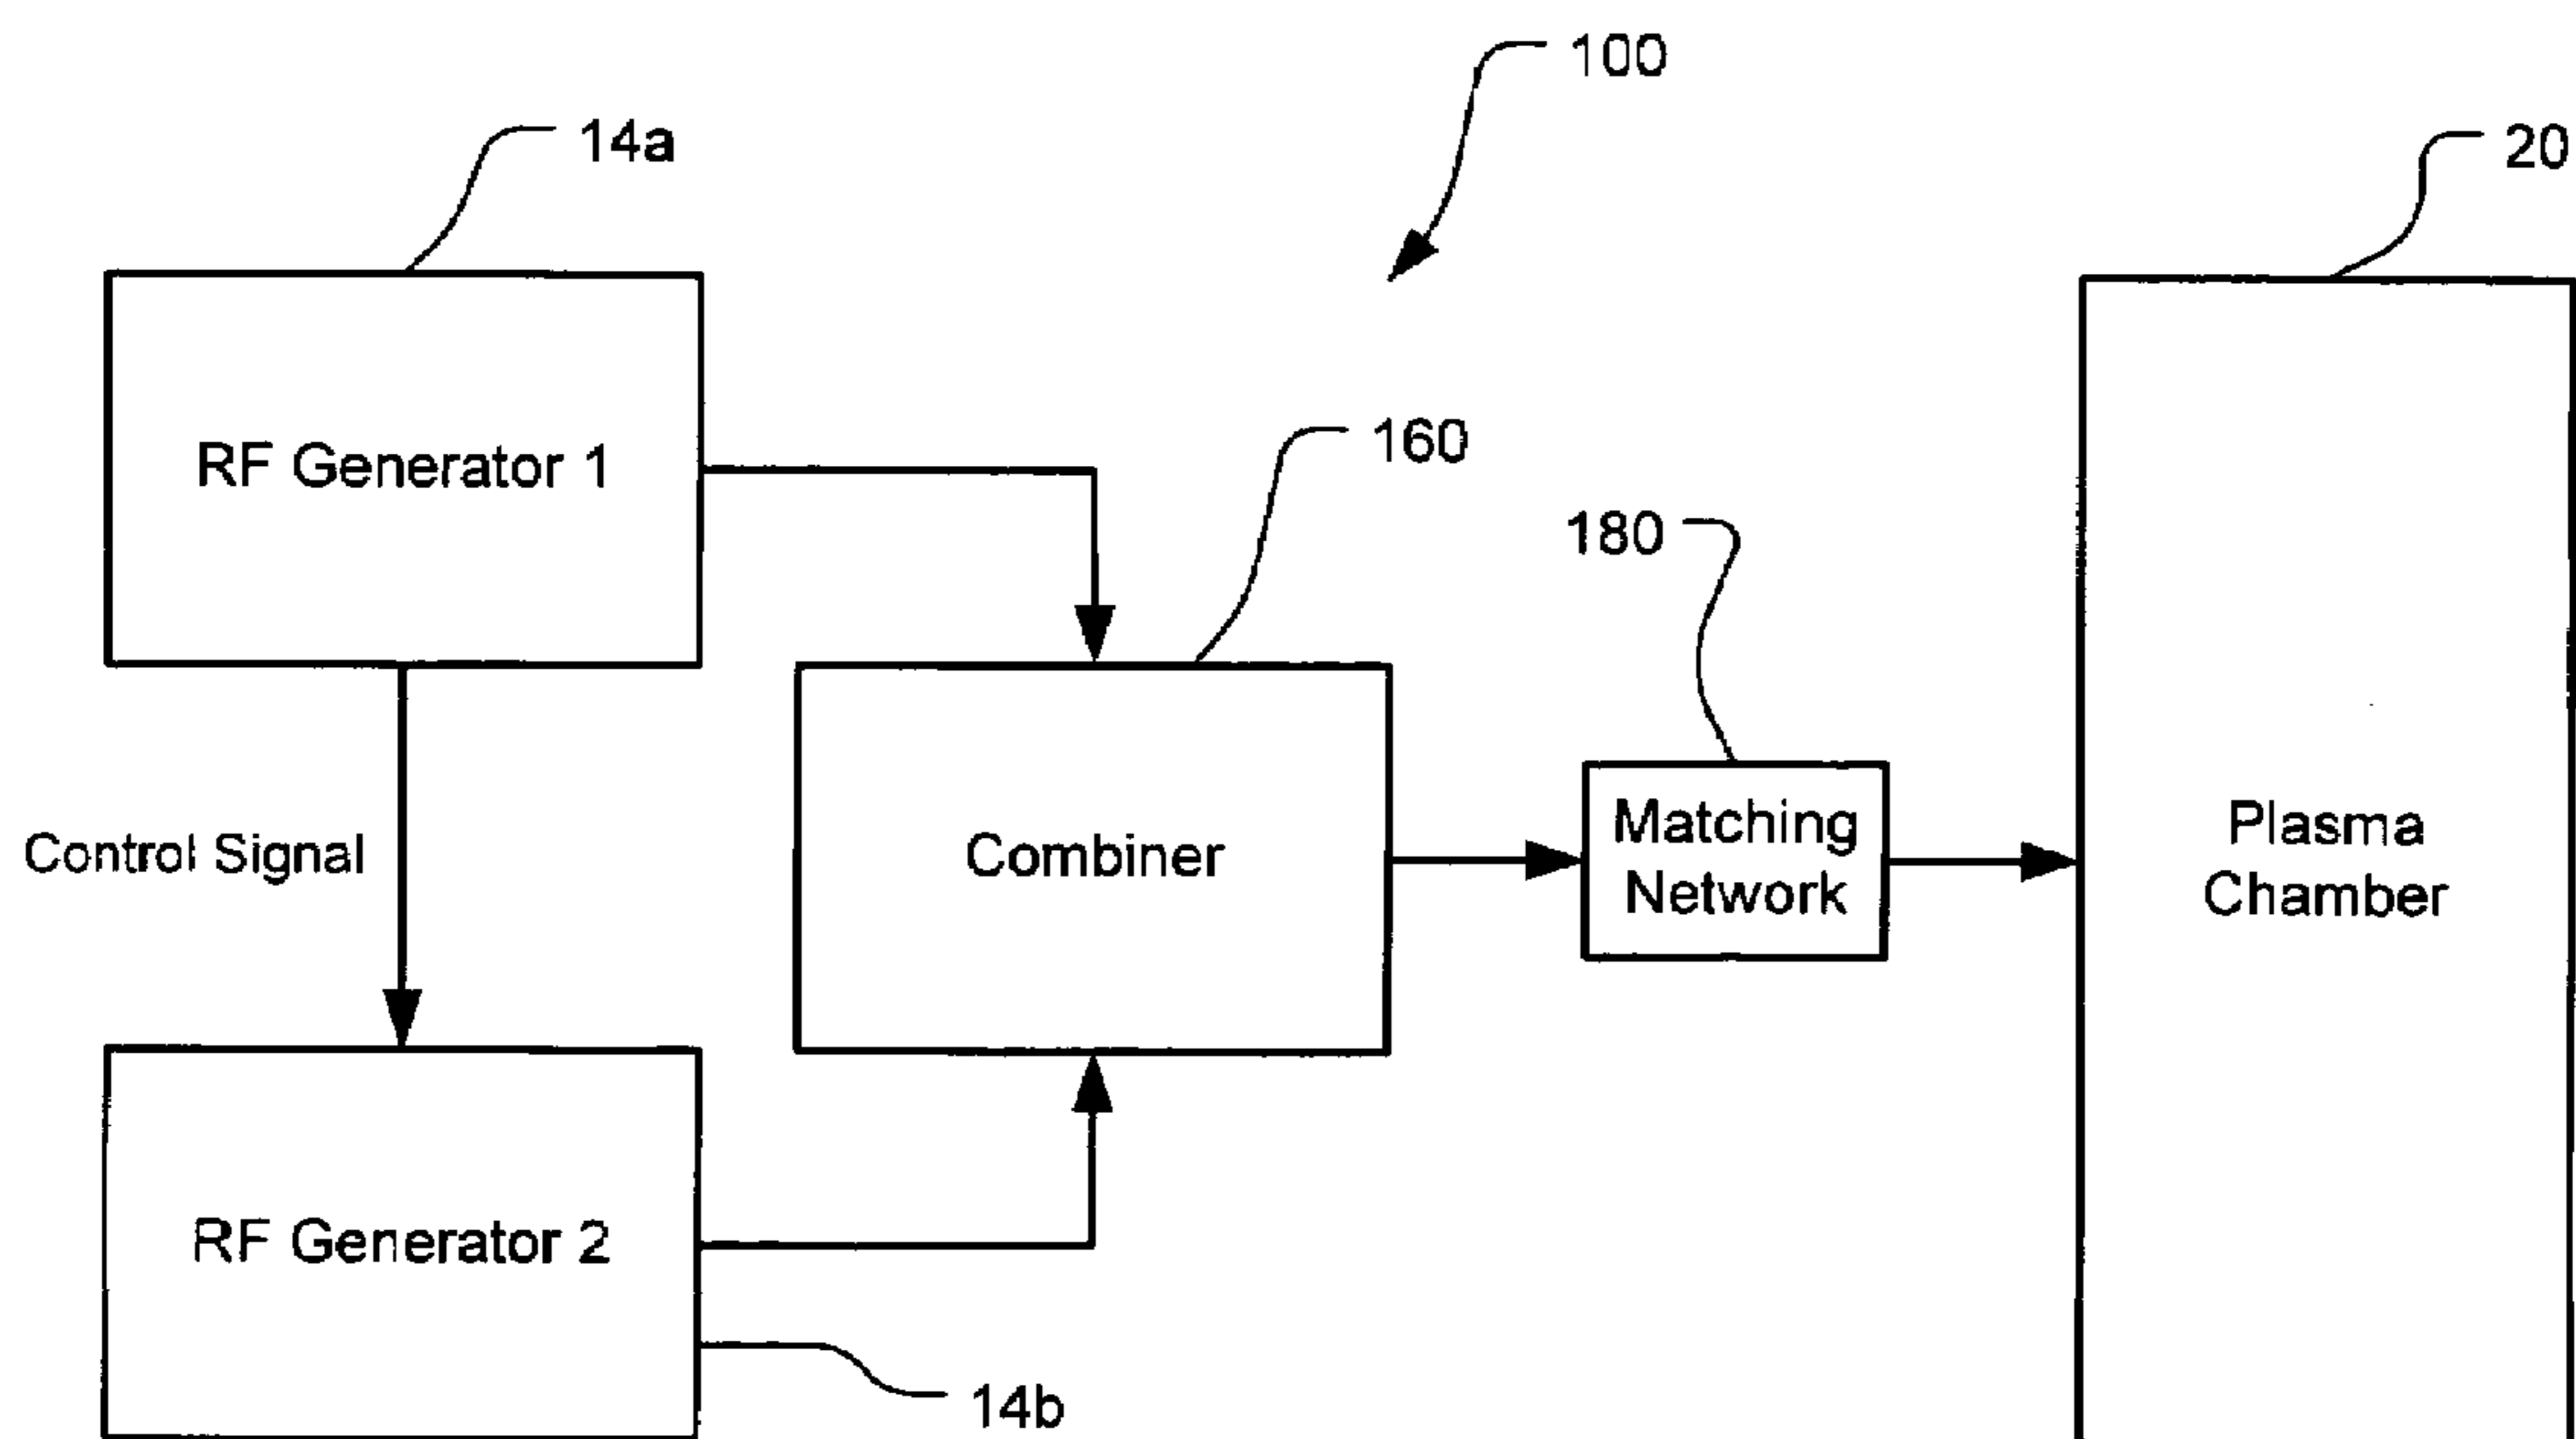 100
14a
20
RF Generator 1
160
180
Control Signal
Combiner
Matching
Network
Plasma
Chamber
RF Generator 2
14b